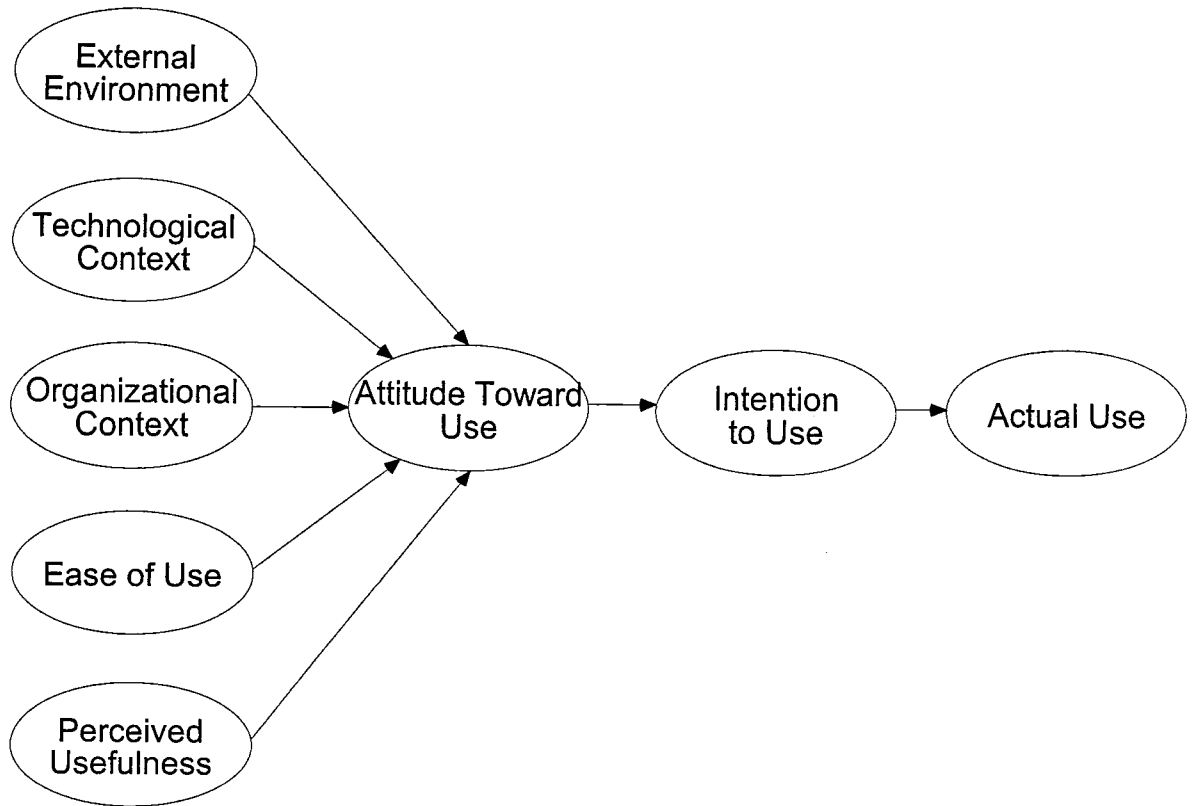 External
Environment
Technological
Context
Organizational
Context
Ease of Use
Perceived
Usefulness
Attitude Toward
Use
Intention
to Use
Actual Use